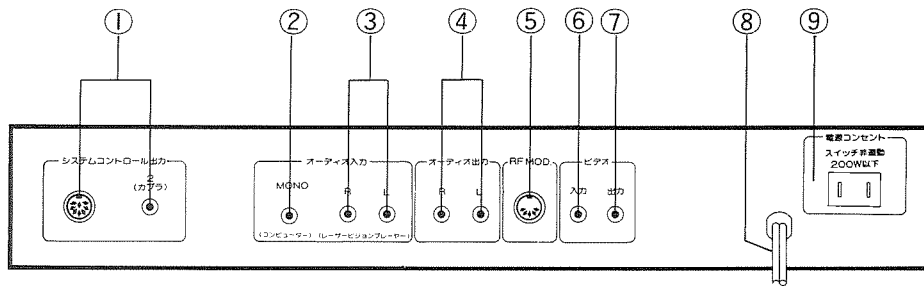 ① ② ③ ④ ⑤ ⑥ ⑦ ⑧ ⑨
システムコントロール出力
2
(カプラ)
オーディオ入力
MONO
R
L
(コンピューター)
(レーザービジョンプレーヤー)
オーディオ出力
R
L
RF MOD.
ビデオ
入力
出力
電源コンセント
スイッチ非連動
200W以下